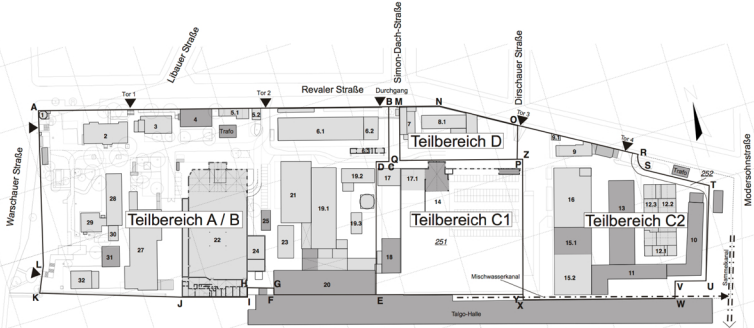 Libauer Straße
Simon-Dach-Straße
Dirschauer Straße
Revaler Straße
Tor 1
Tor 2
Durchgang
Tor 3
Tor 4
Warschauer Straße
Modersohnstraße
A
B
M
N
O
Z
R
S
T
Q
D
C
P
L
K
J
H
I
G
F
E
Y
X
W
V
U
1
2
3
4
5.1
5.2
Trafo
6.1
6.2
6.3
7
8.1
9
9.1
Trafo
252
Teilbereich D
Teilbereich A / B
Teilbereich C1
Teilbereich C2
28
29
30
31
32
27
22
25
24
21
23
19.1
19.2
19.3
20
17
17.1
18
14
251
16
15.1
15.2
13
12.3
12.2
12.1
10
11
Mischwasserkanal
Sammelkanal
Talgo-Halle